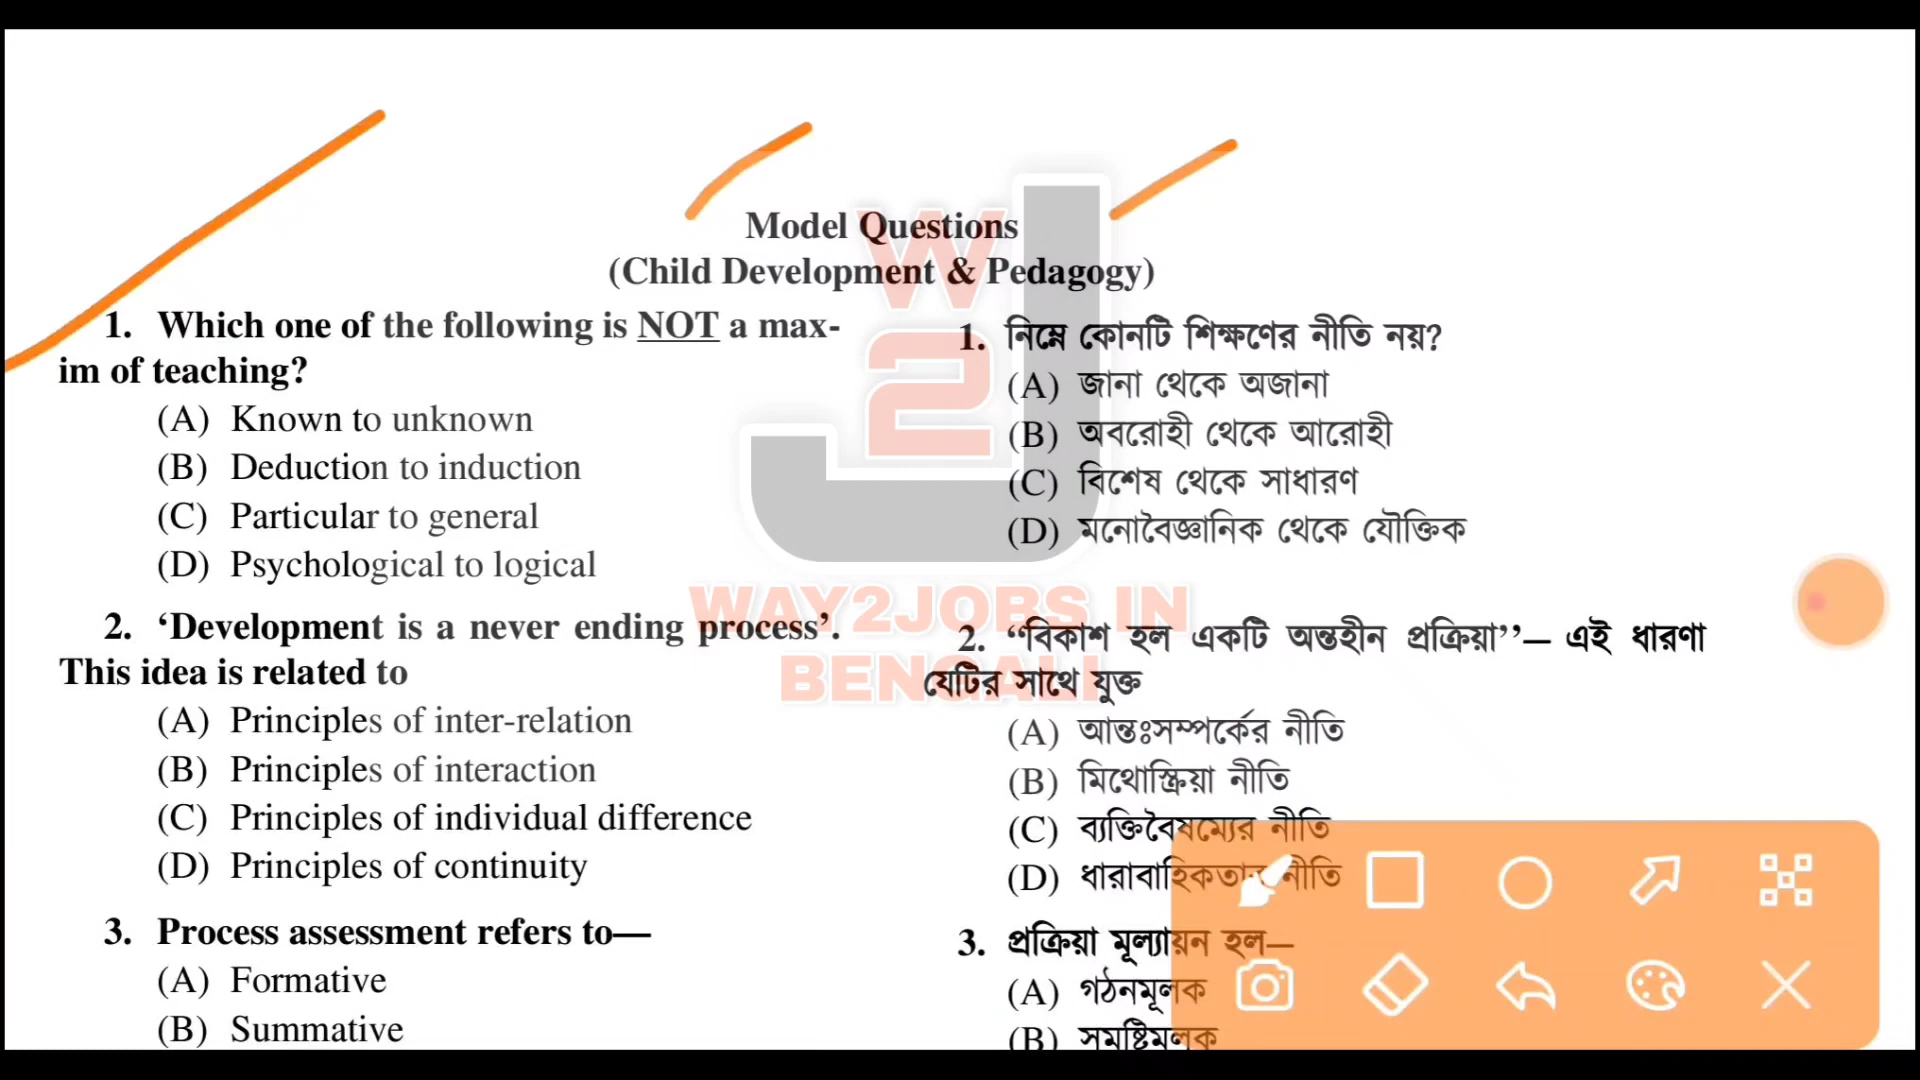 Model Questions
(Child Development & Pedagogy)
1. Which one of the following is NOT a max-
im of teaching?
(A) Known to unknown
(B) Deduction to induction
(C) Particular to general
(D) Psychological to logical
2. ‘Development is a never ending process’.
This idea is related to
(A) Principles of inter-relation
(B) Principles of interaction
(C) Principles of individual difference
(D) Principles of continuity
3. Process assessment refers to—
(A) Formative
(B) Summative
1. নিম্নে কোনটি শিক্ষণের নীতি নয়?
(A) জানা থেকে অজানা
(B) অবরোহী থেকে আরোহী
(C) বিশেষ থেকে সাধারণ
(D) মনোবৈজ্ঞানিক থেকে যৌক্তিক
2. ‘‘বিকাশ হল একটি অন্তহীন প্রক্রিয়া’’— এই ধারণা
যেটির সাথে যুক্ত
(A) আন্তঃসম্পর্কের নীতি
(B) মিথোস্ক্রিয়া নীতি
(C) ব্যক্তিবৈষম্যের নীতি
(D) ধারাবাহিকতার নীতি
3. প্রক্রিয়া মূল্যায়ন হল—
(A) গঠনমূলক
(B) সমষ্টিমূলক
W
2
J
WAY2JOBS IN
BENGALI